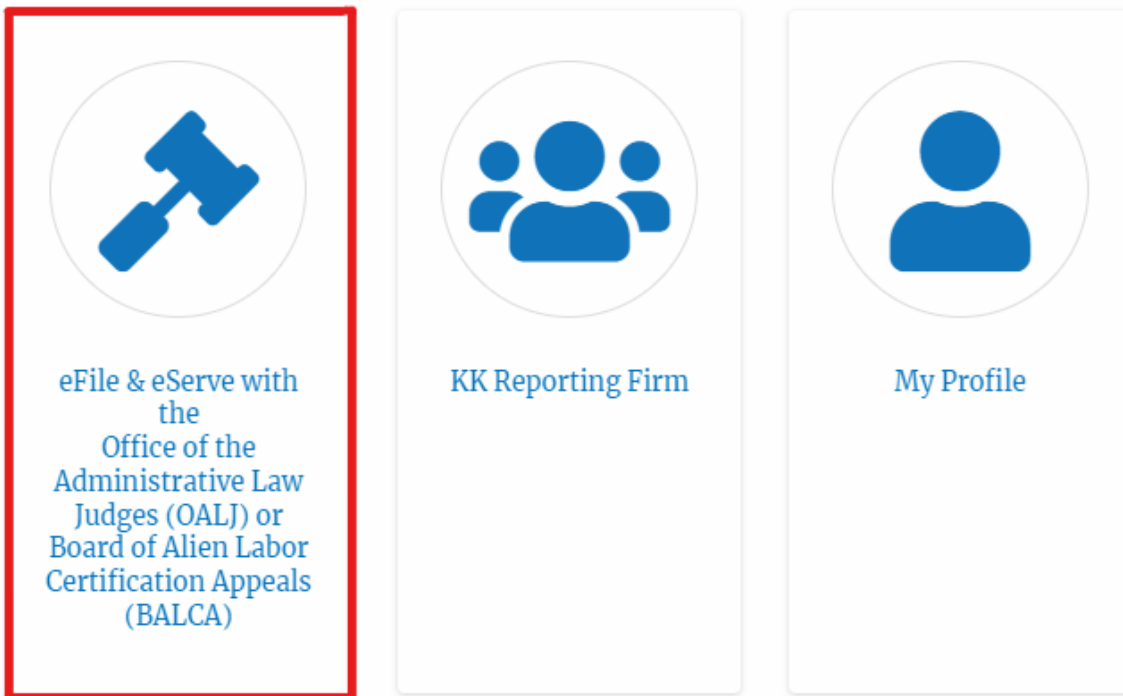 eFile & eServe with
the
Office of the
Administrative Law
Judges (OALJ) or
Board of Alien Labor
Certification Appeals
(BALCA)
KK Reporting Firm
My Profile